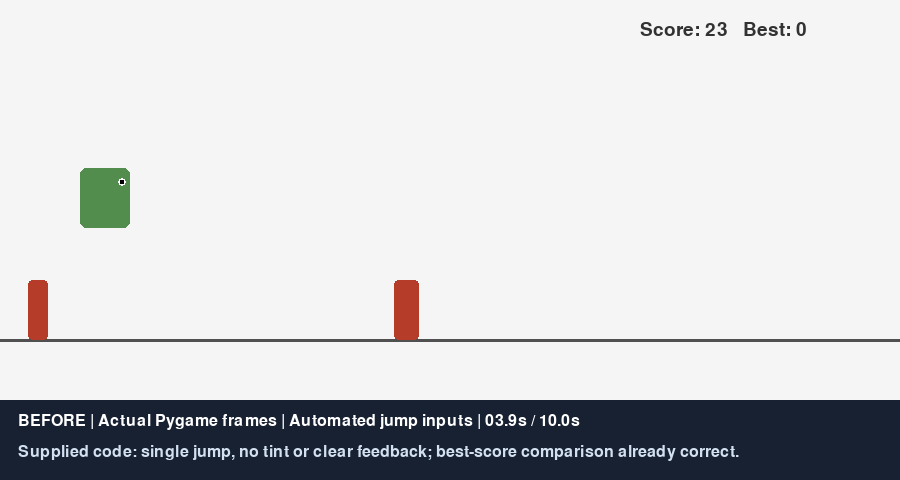 Score: 23 Best: 0
BEFORE | Actual Pygame frames | Automated jump inputs | 03.9s / 10.0s
Supplied code: single jump, no tint or clear feedback; best-score comparison already correct.